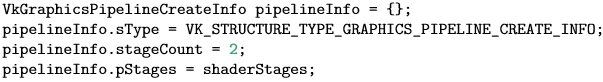 VkGraphicsPipelineCreateInfo pipelineInfo = {};
pipelineInfo.sType = VK_STRUCTURE_TYPE_GRAPHICS_PIPELINE_CREATE_INFO;
pipelineInfo.stageCount = 2;
pipelineInfo.pStages = shaderStages;